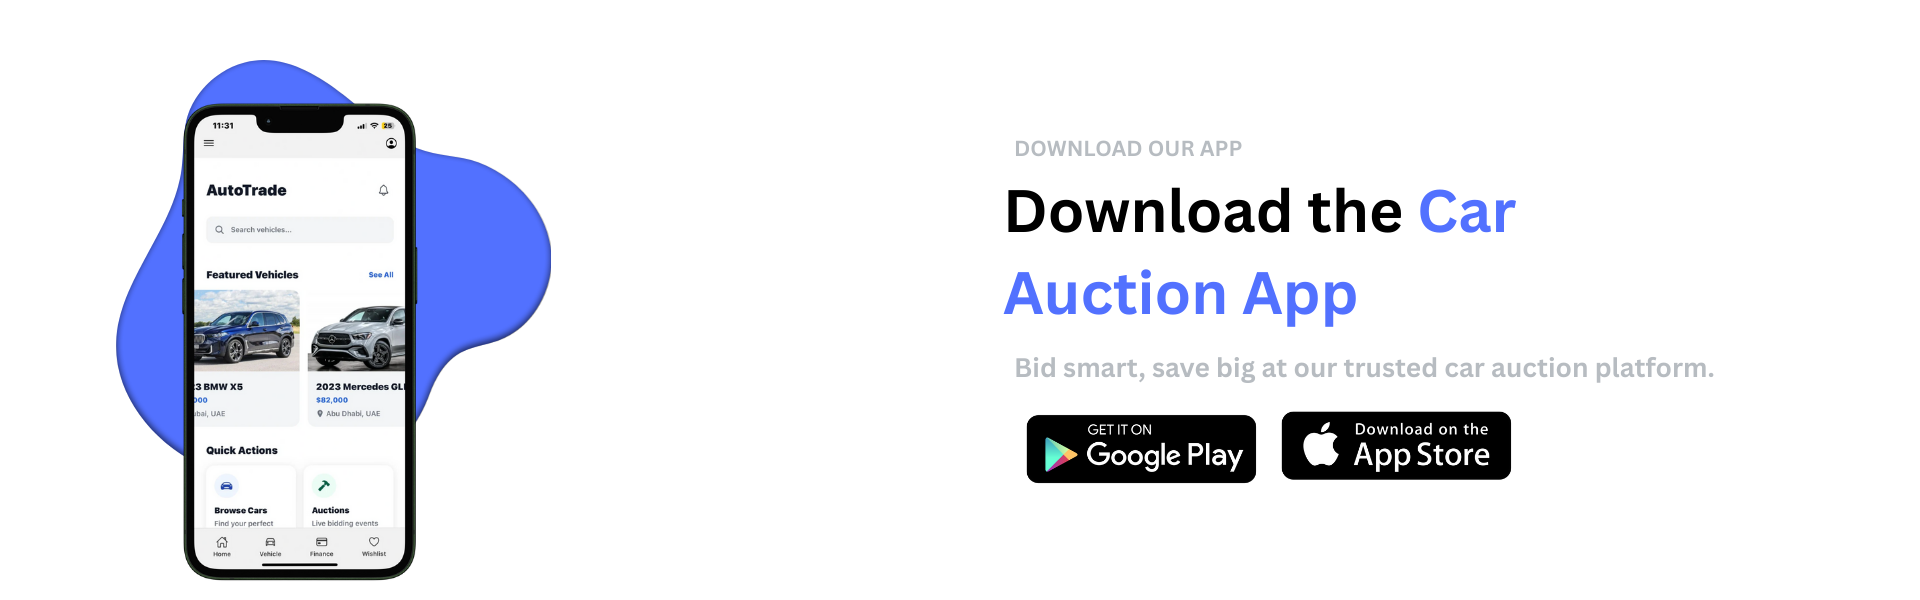 11:31
25
AutoTrade
Search vehicles...
Featured Vehicles See All
3 BMW X5
000
bai, UAE
2023 Mercedes GL
$82,000
Abu Dhabi, UAE
Quick Actions
Browse Cars
Find your perfect
Auctions
Live bidding events
Home Vehicle Finance Wishlist
DOWNLOAD OUR APP
Download the Car
Auction App
Bid smart, save big at our trusted car auction platform.
GET IT ON
Google Play
Download on the
App Store